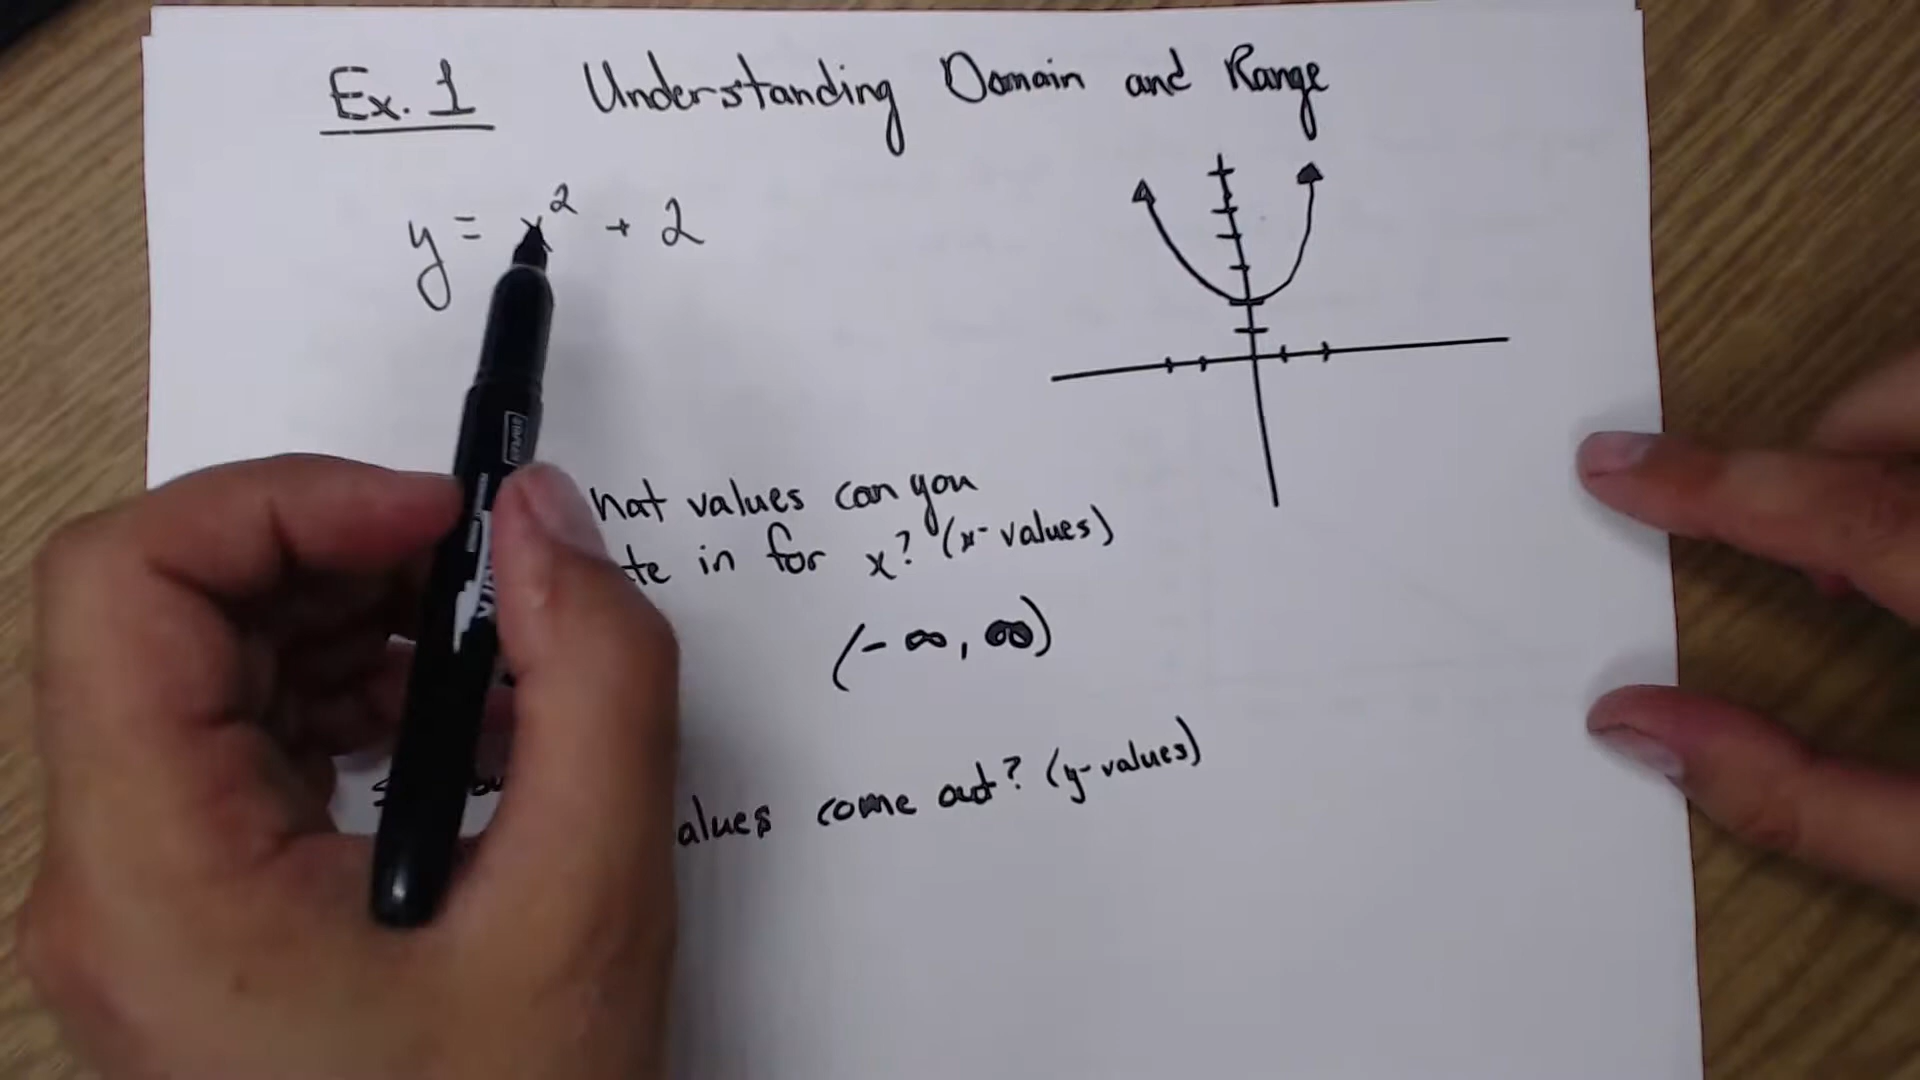 Ex. 1 Understanding Domain and Range
y = x² + 2
hat values can you
te in for x? (x-values)
(-∞, ∞)
alues come out? (y-values)